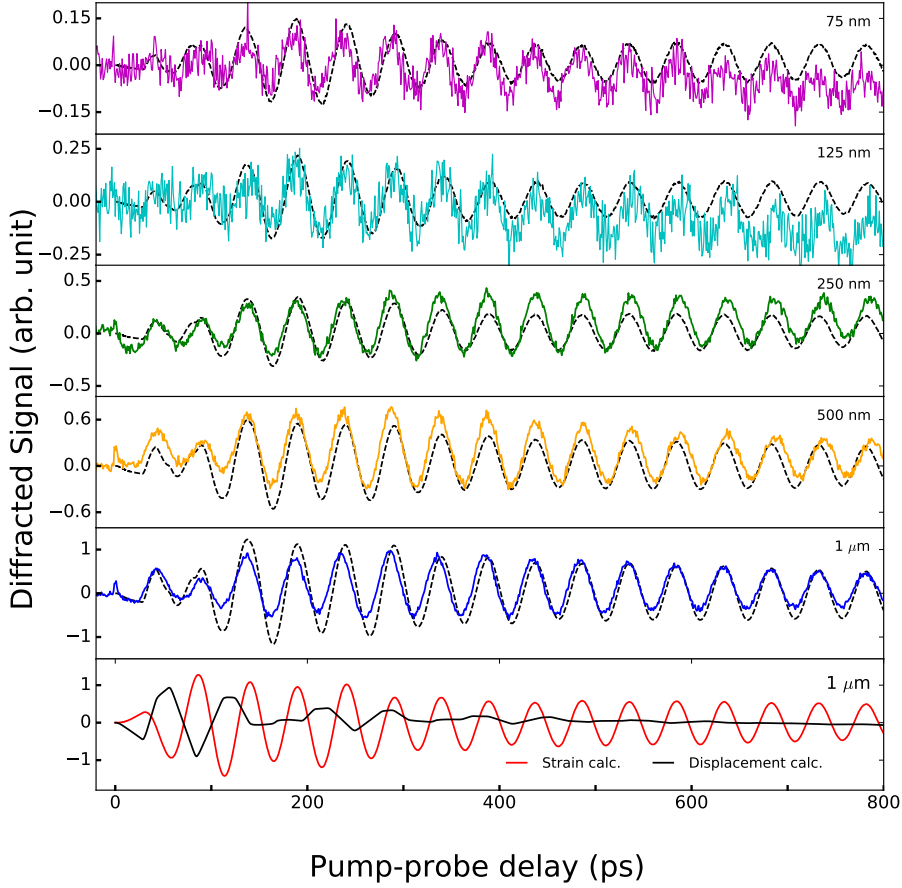 Diffracted Signal (arb. unit)
0.15
0.00
−0.15
75 nm
0.25
0.00
−0.25
125 nm
0.5
0.0
−0.5
250 nm
0.6
0.0
−0.6
500 nm
1
0
−1
1 μm
1
0
−1
1 μm
Strain calc. Displacement calc.
0 200 400 600 800
Pump-probe delay (ps)